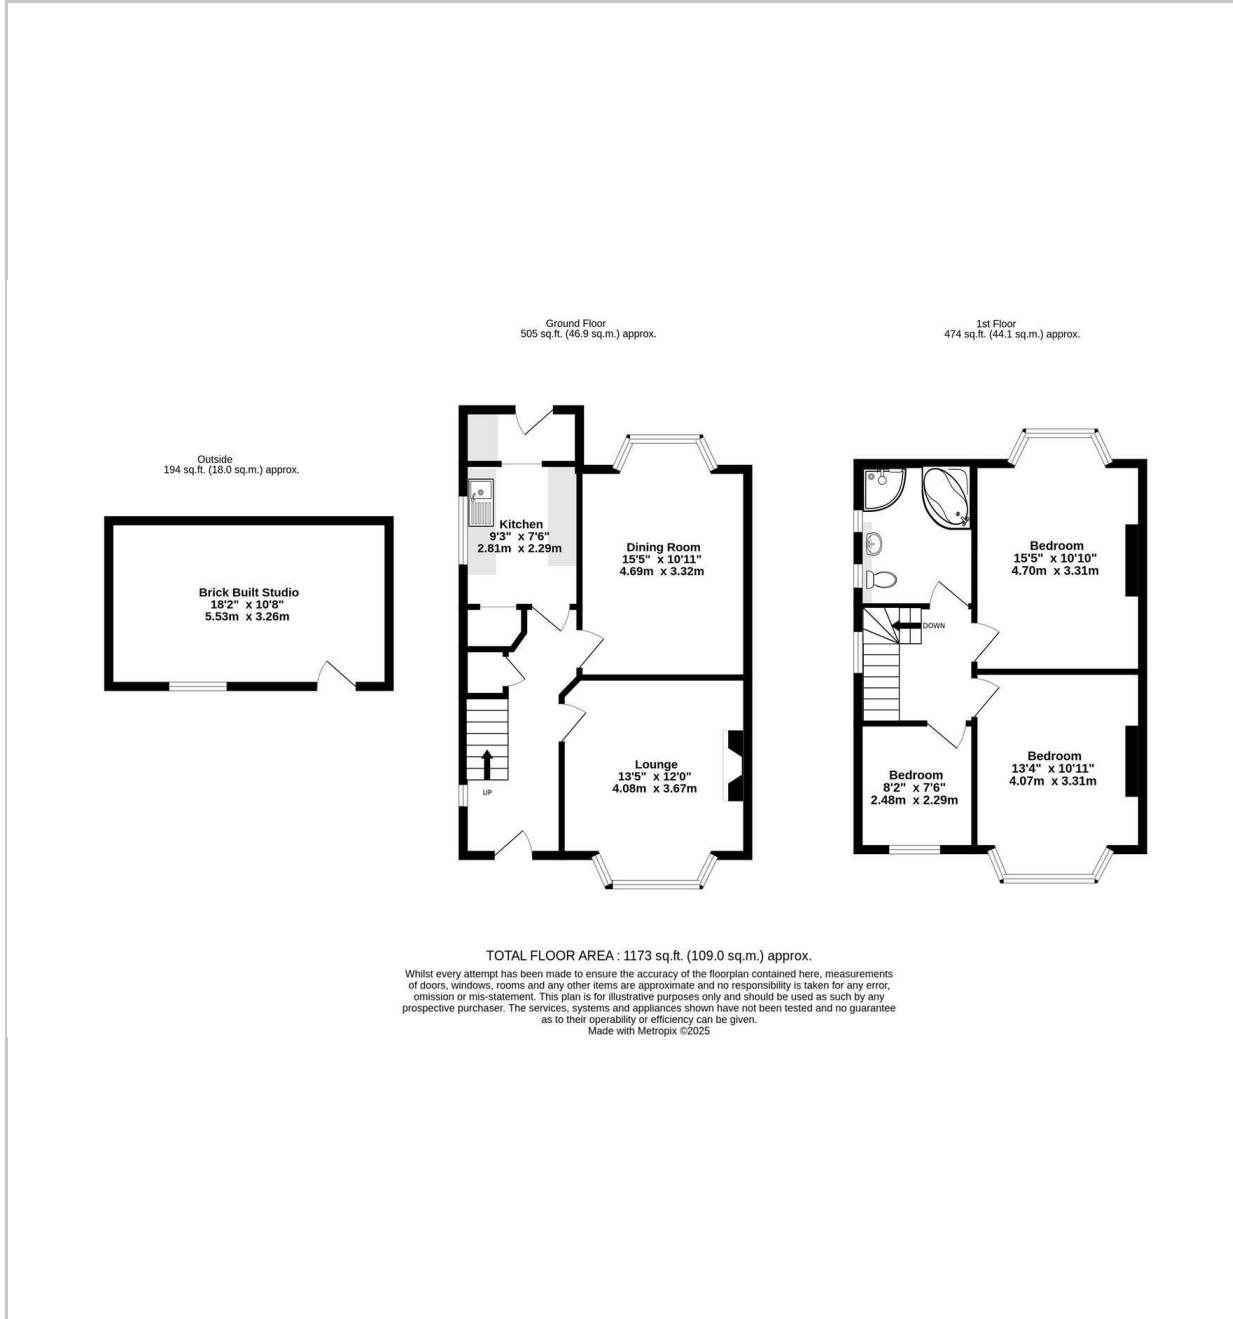 Ground Floor
505 sq.ft. (46.9 sq.m.) approx.
1st Floor
474 sq.ft. (44.1 sq.m.) approx.
Outside
194 sq.ft. (18.0 sq.m.) approx.
Brick Built Studio
18'2" x 10'8"
5.53m x 3.26m
Kitchen
9'3" x 7'6"
2.81m x 2.29m
Dining Room
15'5" x 10'11"
4.69m x 3.32m
Lounge
13'5" x 12'0"
4.08m x 3.67m
UP
Bedroom
15'5" x 10'10"
4.70m x 3.31m
DOWN
Bedroom
13'4" x 10'11"
4.07m x 3.31m
Bedroom
8'2" x 7'6"
2.48m x 2.29m
TOTAL FLOOR AREA : 1173 sq.ft. (109.0 sq.m.) approx.
Whilst every attempt has been made to ensure the accuracy of the floorplan contained here, measurements
of doors, windows, rooms and any other items are approximate and no responsibility is taken for any error,
omission or mis-statement. This plan is for illustrative purposes only and should be used as such by any
prospective purchaser. The services, systems and appliances shown have not been tested and no guarantee
as to their operability or efficiency can be given.
Made with Metropix ©2025